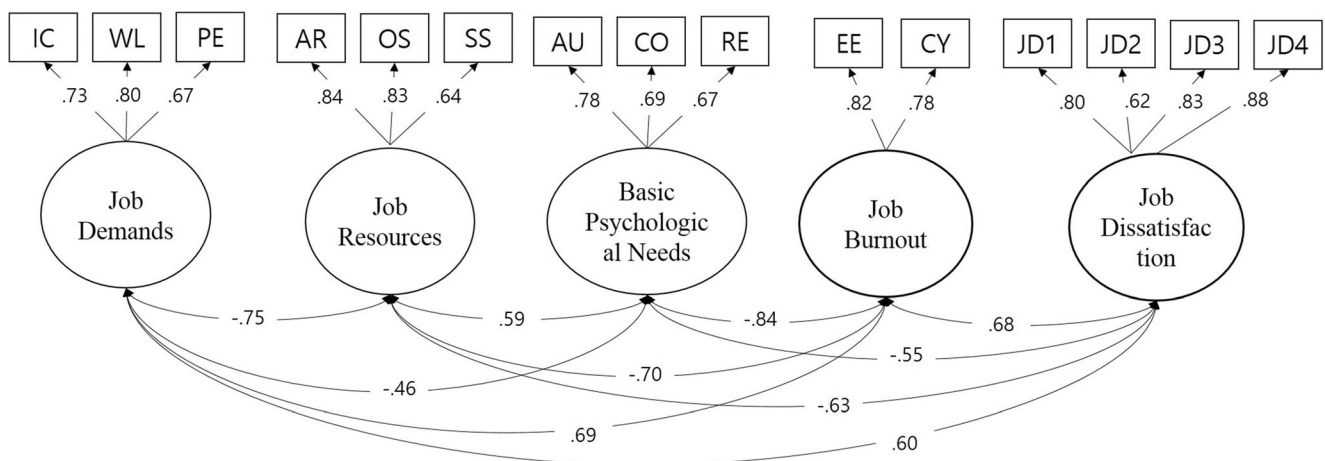 IC WL PE AR OS SS AU CO RE EE CY JD1 JD2 JD3 JD4
.73 .80 .67 .84 .83 .64 .78 .69 .67 .82 .78 .80 .62 .83 .88
Job
Demands
Job
Resources
Basic
Psychologic
al Needs
Job
Burnout
Job
Dissatisfac
tion
-.75 .59 -.84 .68
-.55
-.46 -.70
-.63
.69 .60